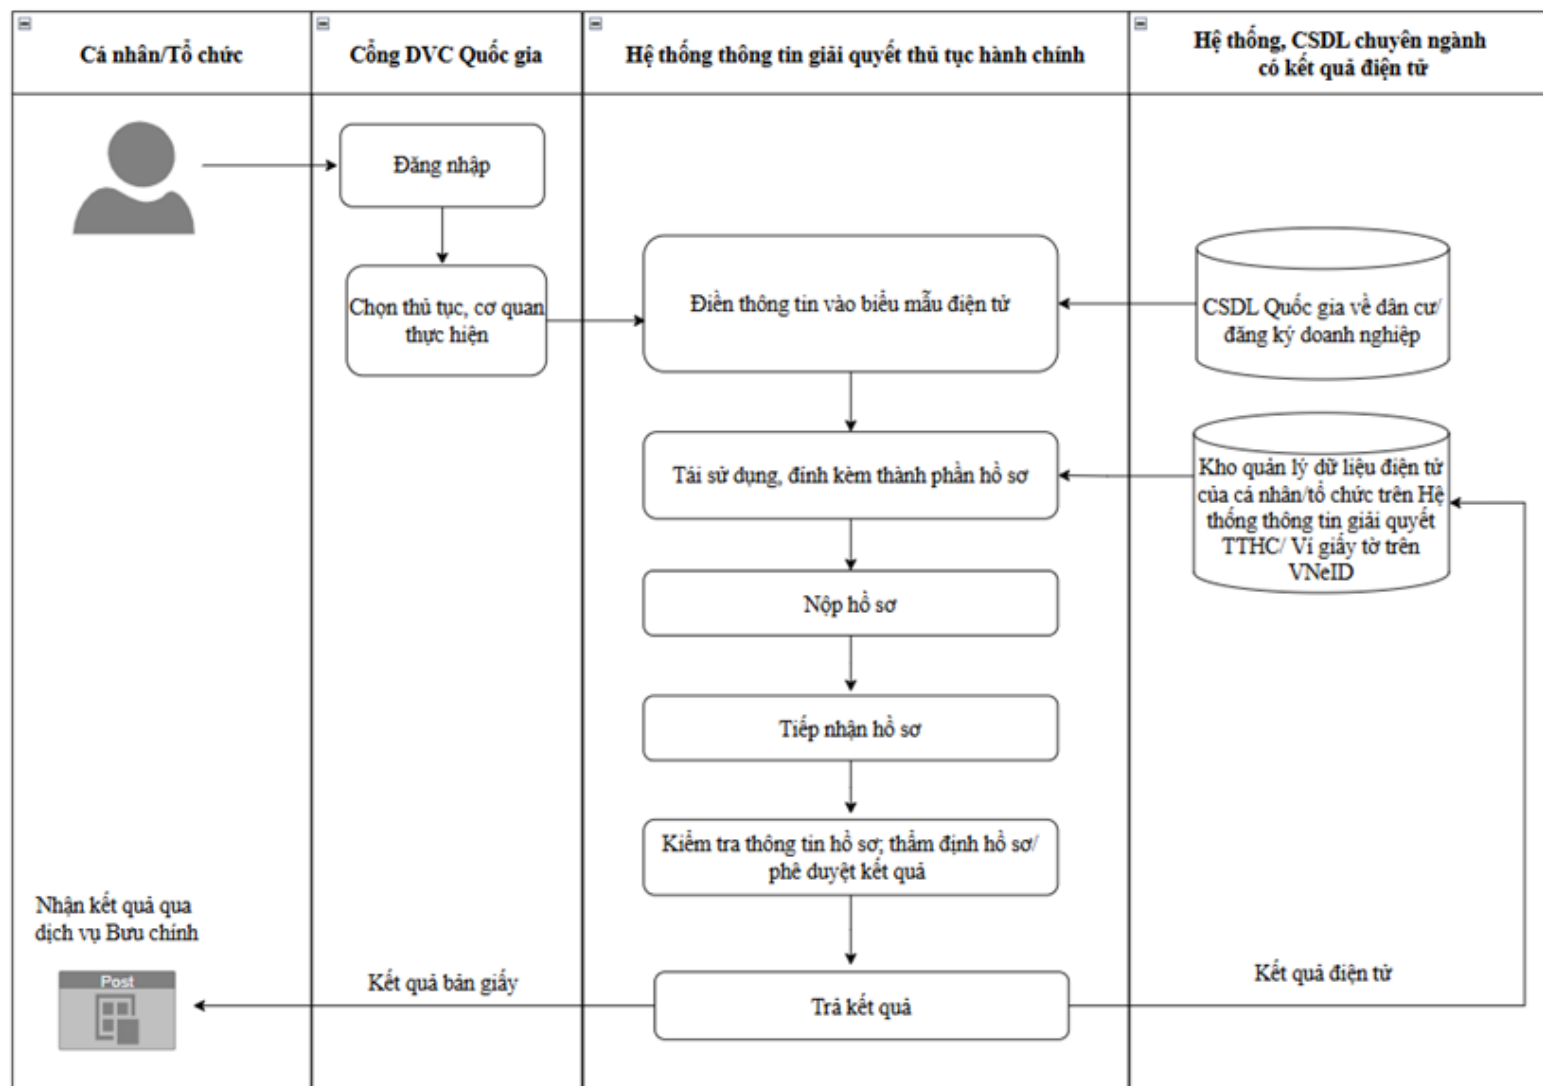 Cá nhân/Tổ chức
Cổng DVC Quốc gia
Hệ thống thông tin giải quyết thủ tục hành chính
Hệ thống, CSDL chuyên ngành
có kết quả điện tử
Đăng nhập
Chọn thủ tục, cơ quan
thực hiện
Điền thông tin vào biểu mẫu điện tử
CSDL Quốc gia về dân cư/
đăng ký doanh nghiệp
Tái sử dụng, đính kèm thành phần hồ sơ
Kho quản lý dữ liệu điện tử
của cá nhân/tổ chức trên Hệ
thống thông tin giải quyết
TTHC/ Ví giấy tờ trên
VNeID
Nộp hồ sơ
Tiếp nhận hồ sơ
Kiểm tra thông tin hồ sơ; thẩm định hồ sơ/
phê duyệt kết quả
Nhận kết quả qua
dịch vụ Bưu chính
Post
Kết quả bản giấy
Trả kết quả
Kết quả điện tử